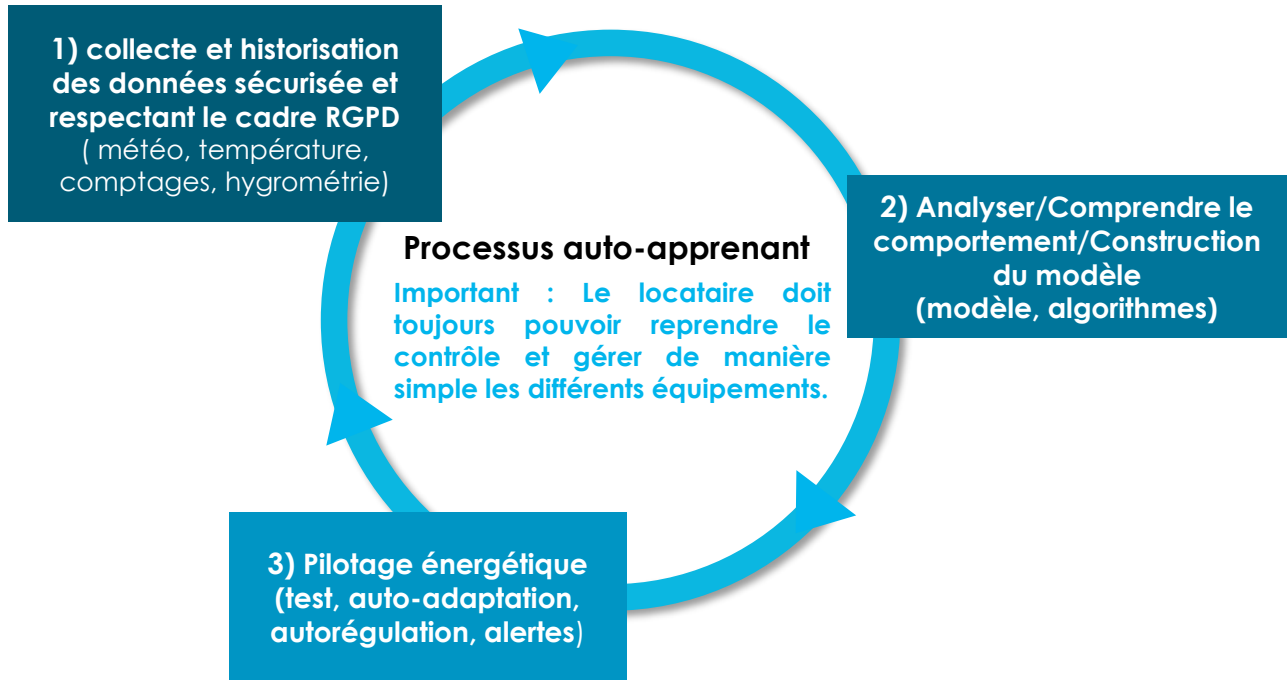 1) collecte et historisation
des données sécurisée et
respectant le cadre RGPD
( météo, température,
comptages, hygrométrie)
2) Analyser/Comprendre le
comportement/Construction
du modèle
(modèle, algorithmes)
Processus auto-apprenant
Important : Le locataire doit
toujours pouvoir reprendre le
contrôle et gérer de manière
simple les différents équipements.
3) Pilotage énergétique
(test, auto-adaptation,
autorégulation, alertes)